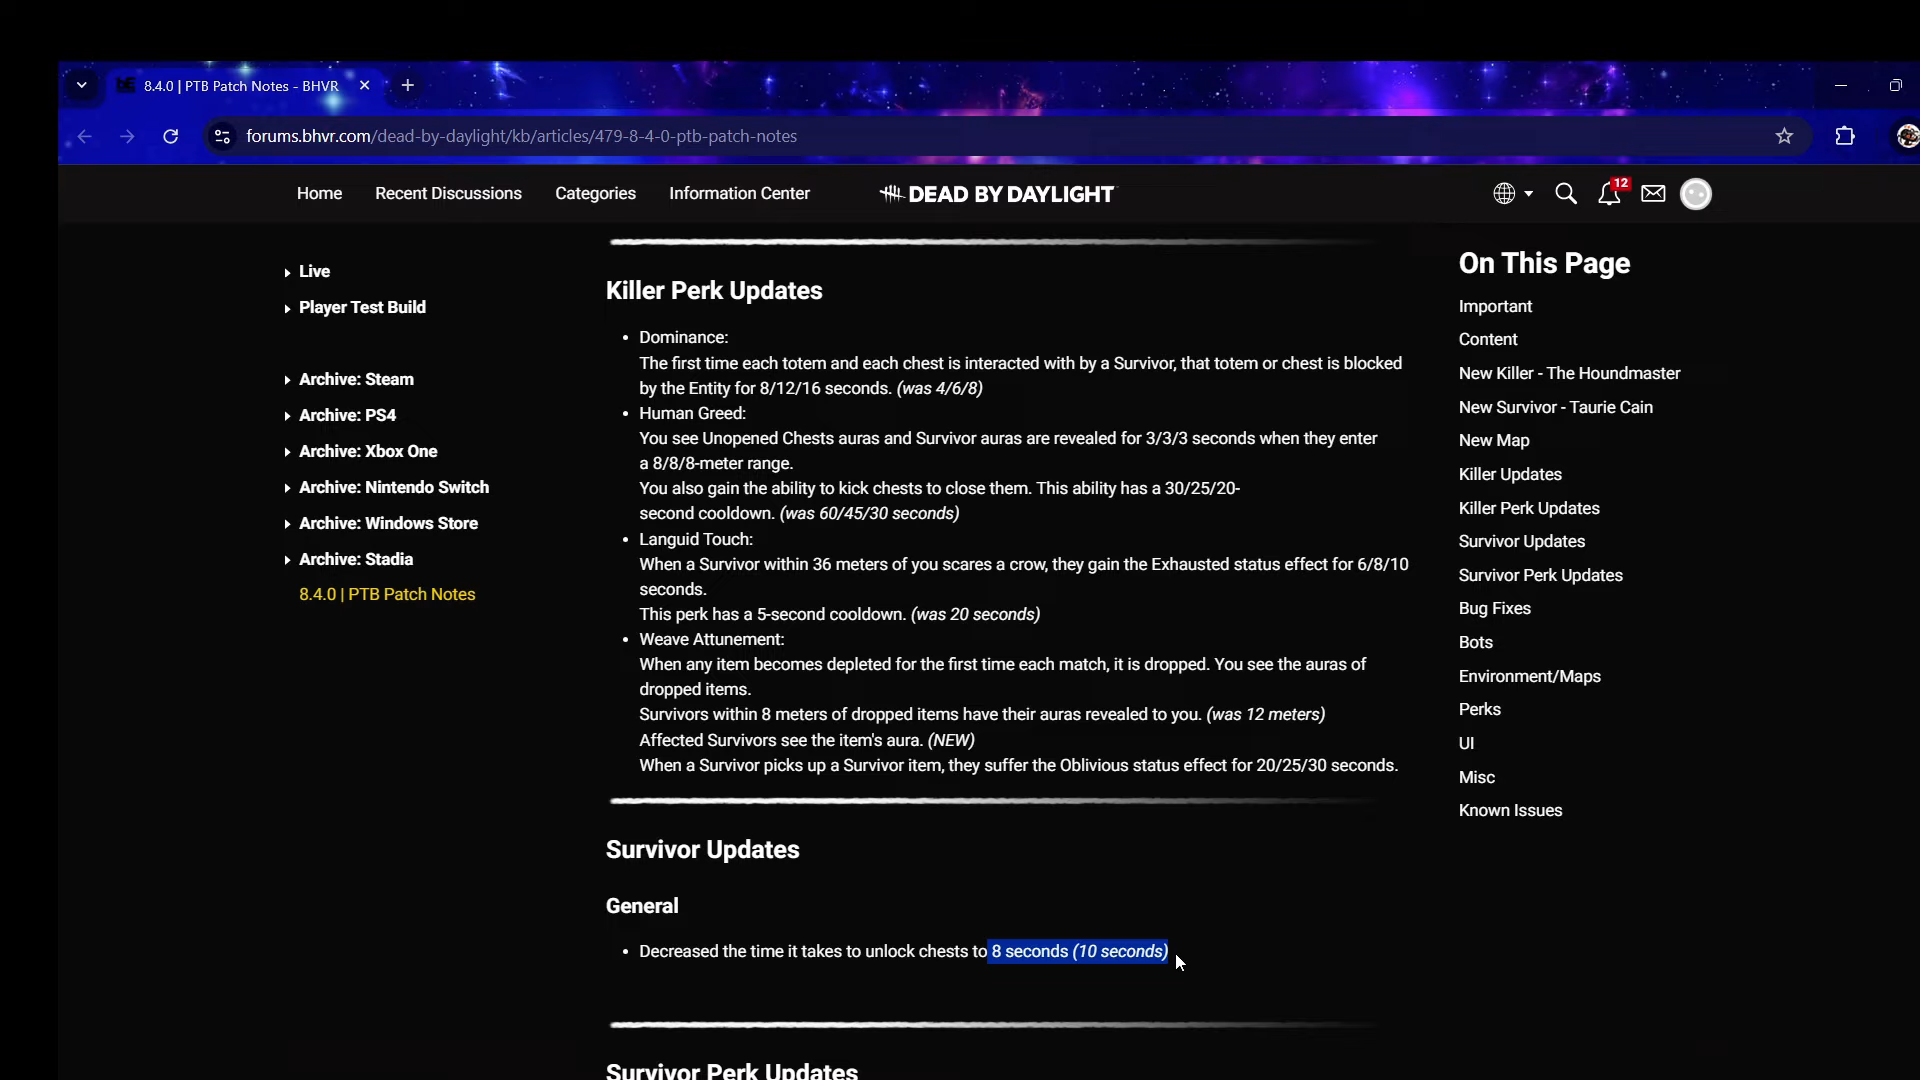 8.4.0 | PTB Patch Notes - BHVR
forums.bhvr.com/dead-by-daylight/kb/articles/479-8-4-0-ptb-patch-notes
Home Recent Discussions Categories Information Center DEAD BY DAYLIGHT 12
Live
Player Test Build
Archive: Steam
Archive: PS4
Archive: Xbox One
Archive: Nintendo Switch
Archive: Windows Store
Archive: Stadia
8.4.0 | PTB Patch Notes
Killer Perk Updates
Dominance:
The first time each totem and each chest is interacted with by a Survivor, that totem or chest is blocked
by the Entity for 8/12/16 seconds. (was 4/6/8)
Human Greed:
You see Unopened Chests auras and Survivor auras are revealed for 3/3/3 seconds when they enter
a 8/8/8-meter range.
You also gain the ability to kick chests to close them. This ability has a 30/25/20-
second cooldown. (was 60/45/30 seconds)
Languid Touch:
When a Survivor within 36 meters of you scares a crow, they gain the Exhausted status effect for 6/8/10
seconds.
This perk has a 5-second cooldown. (was 20 seconds)
Weave Attunement:
When any item becomes depleted for the first time each match, it is dropped. You see the auras of
dropped items.
Survivors within 8 meters of dropped items have their auras revealed to you. (was 12 meters)
Affected Survivors see the item's aura. (NEW)
When a Survivor picks up a Survivor item, they suffer the Oblivious status effect for 20/25/30 seconds.
Survivor Updates
General
Decreased the time it takes to unlock chests to 8 seconds (10 seconds)
Survivor Perk Updates
On This Page
Important
Content
New Killer - The Houndmaster
New Survivor - Taurie Cain
New Map
Killer Updates
Killer Perk Updates
Survivor Updates
Survivor Perk Updates
Bug Fixes
Bots
Environment/Maps
Perks
UI
Misc
Known Issues